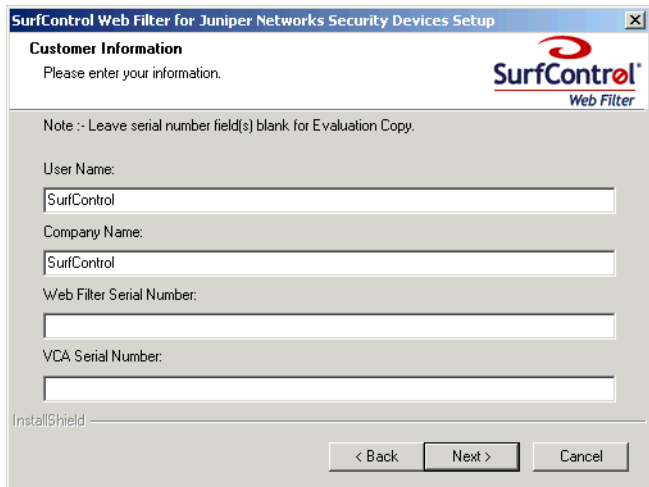 SurfControl Web Filter for Juniper Networks Security Devices Setup
Customer Information
Please enter your information.
SurfControl
Web Filter
Note :- Leave serial number field(s) blank for Evaluation Copy.
User Name:
SurfControl
Company Name:
SurfControl
Web Filter Serial Number:
VCA Serial Number:
InstallShield
< Back
Next >
Cancel